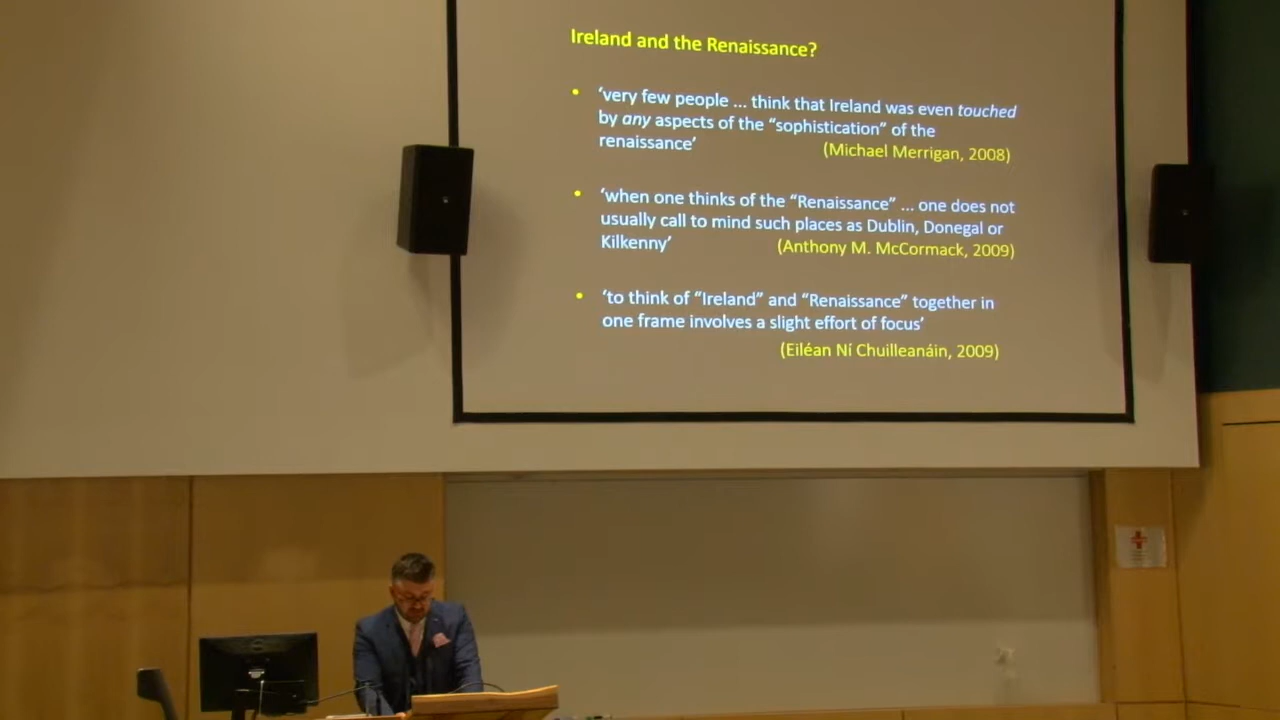 Ireland and the Renaissance?
• ‘very few people ... think that Ireland was even touched
by any aspects of the “sophistication” of the
renaissance’ (Michael Merrigan, 2008)
• ‘when one thinks of the “Renaissance” ... one does not
usually call to mind such places as Dublin, Donegal or
Kilkenny’ (Anthony M. McCormack, 2009)
• ‘to think of “Ireland” and “Renaissance” together in
one frame involves a slight effort of focus’
(Eiléan Ní Chuilleanáin, 2009)